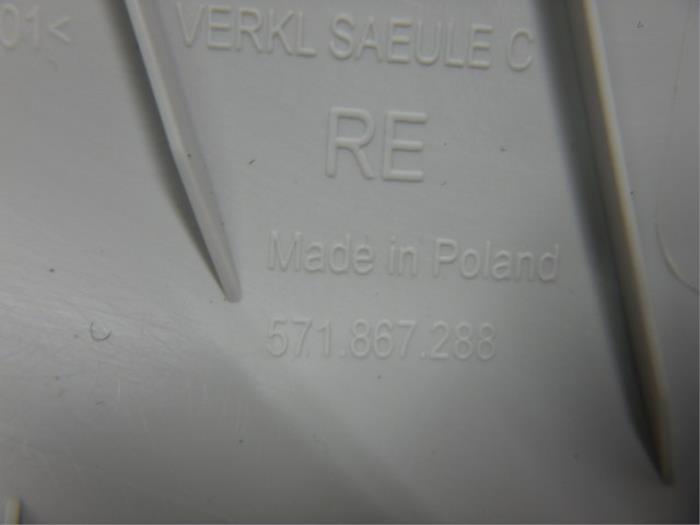 01<
VERKL SAEULE C
RE
Made in Poland
571.867.288